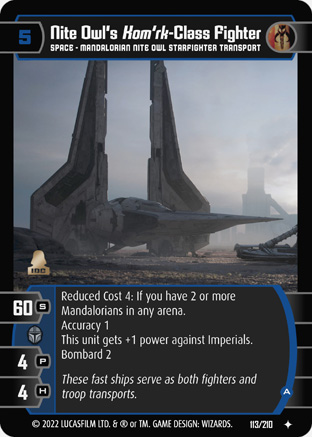 5
Nite Owl's Kom'rk-Class Fighter
SPACE - MANDALORIAN NITE OWL STARFIGHTER TRANSPORT
60 S
4 P
4 H
Reduced Cost 4: If you have 2 or more
Mandalorians in any arena.
Accuracy 1
This unit gets +1 power against Imperials.
Bombard 2
These fast ships serve as both fighters and
troop transports.
A
© 2022 LUCASFILM LTD. & ® or TM. GAME DESIGN: WIZARDS.
113/210